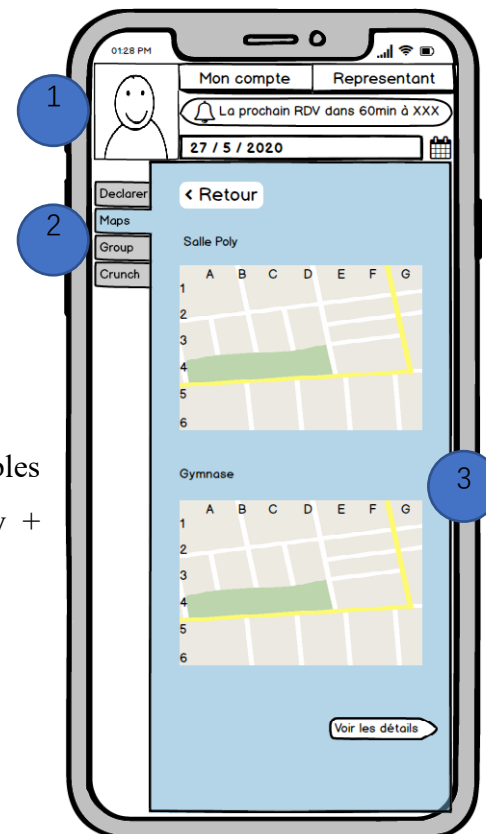 01:28 PM
1
Mon compte
Representant
La prochain RDV dans 60min à XXX
27 / 5 / 2020
Declarer
Maps
Group
Crunch
2
< Retour
Salle Poly
A B C D E F G
1
2
3
4
5
6
Gymnase
A B C D E F G
1
2
3
4
5
6
3
Voir les détails
+